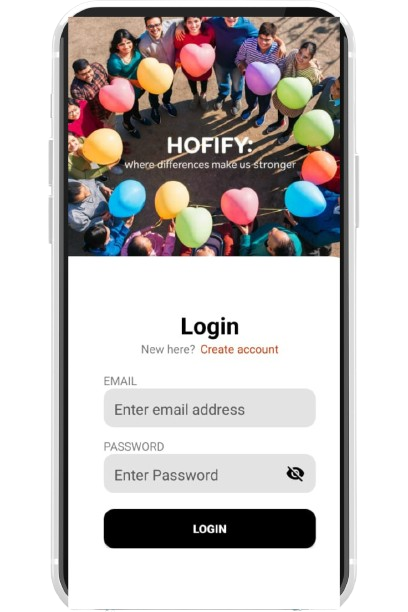 HOFIFY:
where differences make us stronger
Login
New here? Create account
EMAIL
Enter email address
PASSWORD
Enter Password
LOGIN